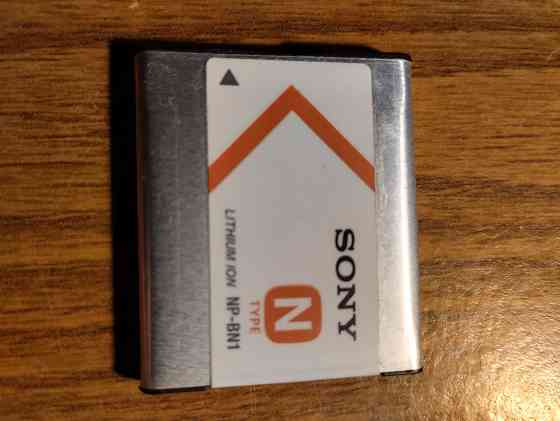 SONY
N
TYPE
LITHIUM ION NP-BN1